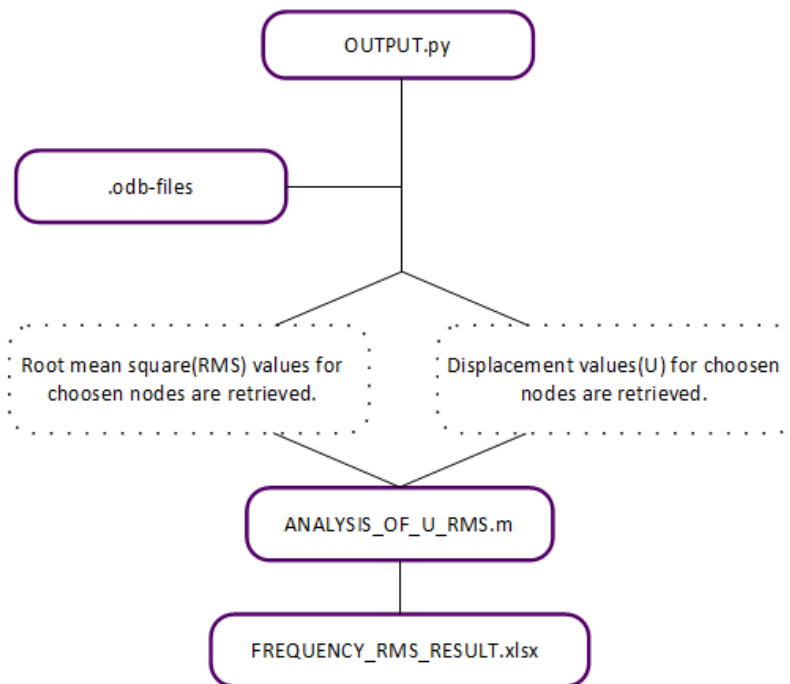 OUTPUT.py
.odb-files
Root mean square(RMS) values for
choosen nodes are retrieved.
Displacement values(U) for choosen
nodes are retrieved.
ANALYSIS_OF_U_RMS.m
FREQUENCY_RMS_RESULT.xlsx